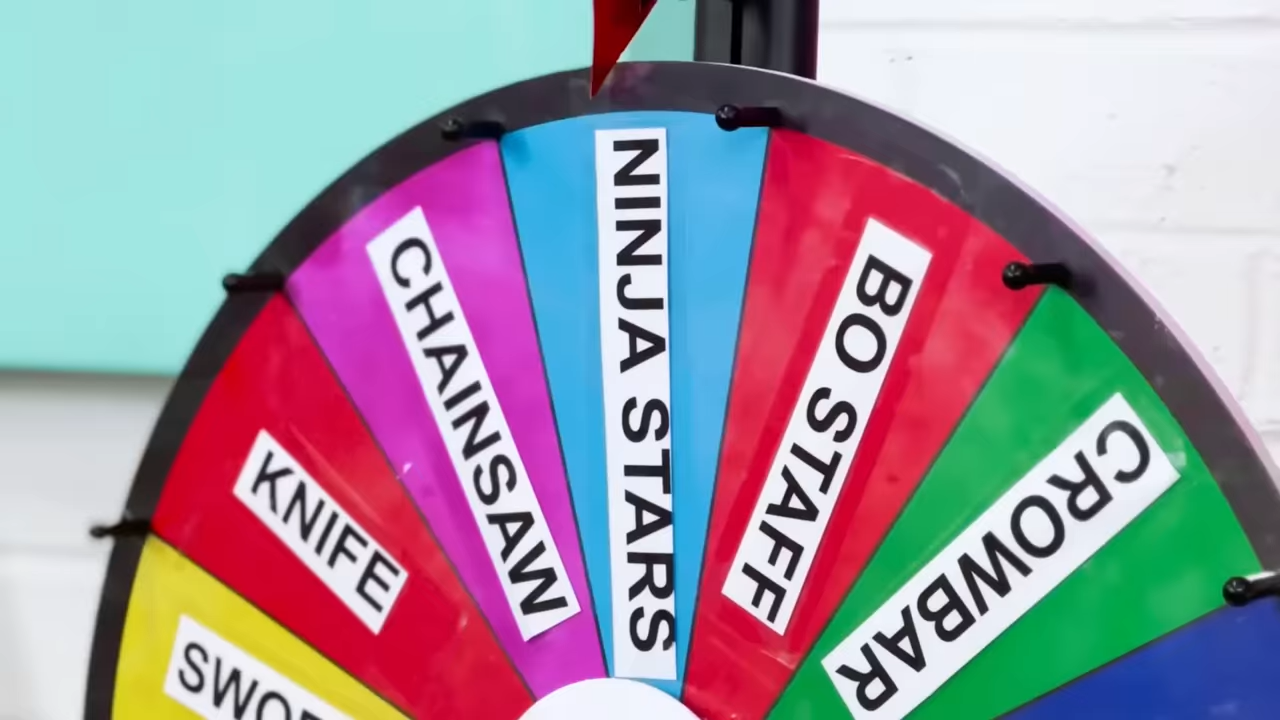 KNIFE
CHAINSAW
NINJA STARS
BO STAFF
CROWBAR